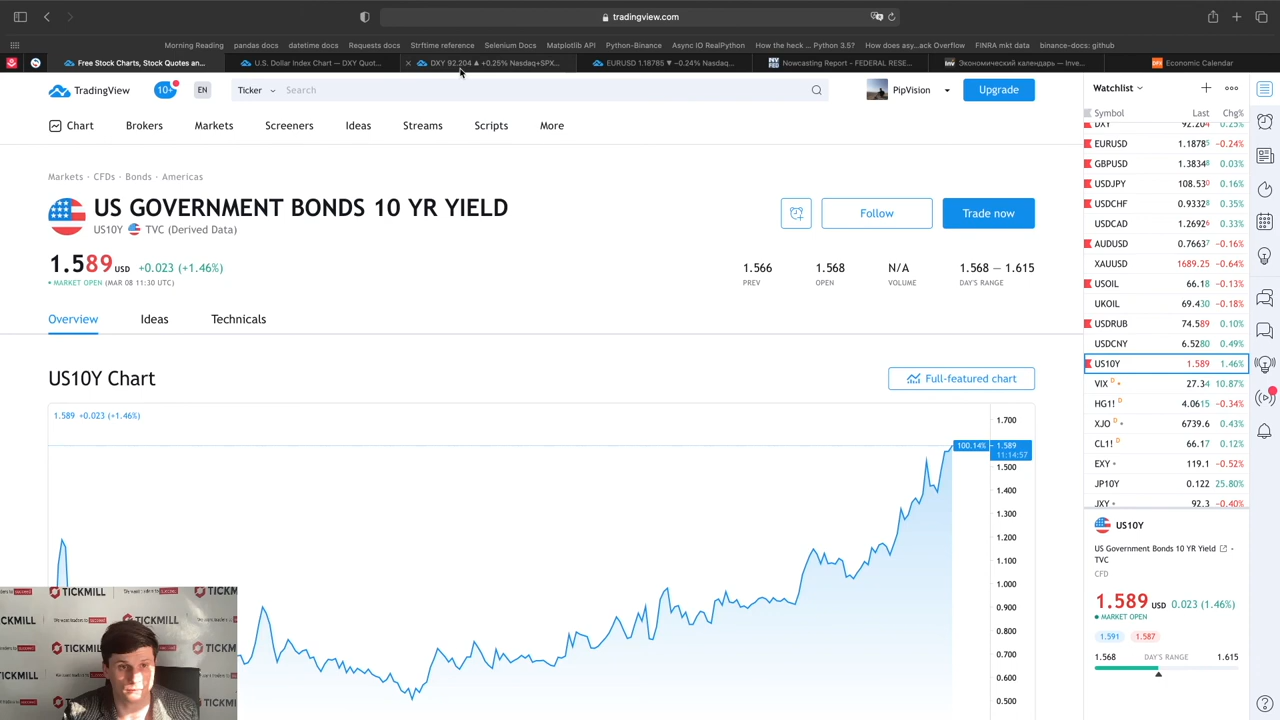 tradingview.com
Morning Reading pandas docs datetime docs Requests docs Strftime reference Selenium Docs Matplotlib API Python-Binance Async IO RealPython How the heck ... Python 3.5? How does asy...ack Overflow FINRA mkt data binance-docs: github
Free Stock Charts, Stock Quotes an... U.S. Dollar Index Chart — DXY Quot... DXY 92.204 ▲ +0.25% Nasdaq+SPX... EURUSD 1.18785 ▼ −0.24% Nasdaq... Nowcasting Report - FEDERAL RESE... Экономический календарь — Inve... Economic Calendar
TradingView 10+ EN Ticker Search PipVision Upgrade
Chart Brokers Markets Screeners Ideas Streams Scripts More
Markets · CFDs · Bonds · Americas
US GOVERNMENT BONDS 10 YR YIELD
US10Y TVC (Derived Data)
Follow Trade now
1.589 USD +0.023 (+1.46%)
MARKET OPEN (MAR 08 11:30 UTC)
1.566 1.568 N/A 1.568 — 1.615
PREV OPEN VOLUME DAY'S RANGE
Overview Ideas Technicals
US10Y Chart
Full-featured chart
1.589 +0.023 (+1.46%)
1.700
100.14% 1.589
11:14:57
1.500
1.400
1.300
1.200
1.100
1.000
0.900
0.800
0.700
0.600
0.500
TICKMILL
TICKMILL
TICKMILL
TICKMILL
Watchlist
Symbol Last Chg%
DXY 92.204 0.25%
EURUSD 1.18785 −0.24%
GBPUSD 1.38348 0.03%
USDJPY 108.530 0.16%
USDCHF 0.93328 0.35%
USDCAD 1.26926 0.33%
AUDUSD 0.76637 −0.16%
XAUUSD 1689.25 −0.64%
USOIL 66.18 −0.13%
UKOIL 69.430 −0.18%
USDRUB 74.589 0.10%
USDCNY 6.5280 0.49%
US10Y 1.589 1.46%
VIX D 27.34 10.87%
HG1! D 4.0615 −0.34%
XJO D 6739.6 0.43%
CL1! D 66.17 0.12%
EXY 119.1 −0.52%
JP10Y 0.122 25.80%
JXY 92.3 −0.40%
US10Y
US Government Bonds 10 YR Yield
TVC
CFD
1.589 USD 0.023 (1.46%)
MARKET OPEN
1.591 1.587
1.568 DAY'S RANGE 1.615